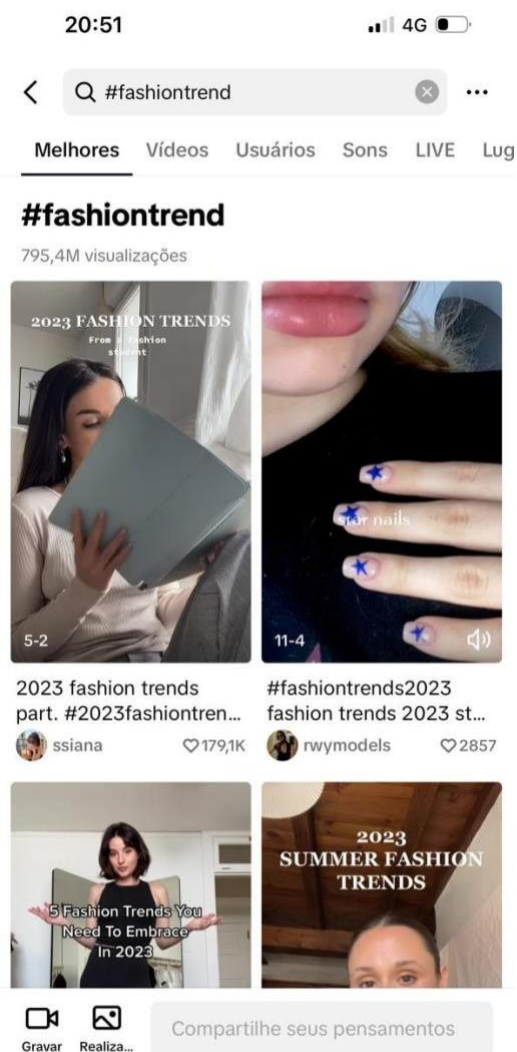 20:51
4G
#fashiontrend
Melhores Vídeos Usuários Sons LIVE Lug
#fashiontrend
795,4M visualizações
2023 FASHION TRENDS
From a fashion
student
5-2
star nails
11-4
2023 fashion trends
part. #2023fashiontren...
ssiana 179,1K
#fashiontrends2023
fashion trends 2023 st...
rwymodels 2857
5 Fashion Trends You
Need To Embrace
In 2023
2023
SUMMER FASHION
TRENDS
Gravar Realiza...
Compartilhe seus pensamentos